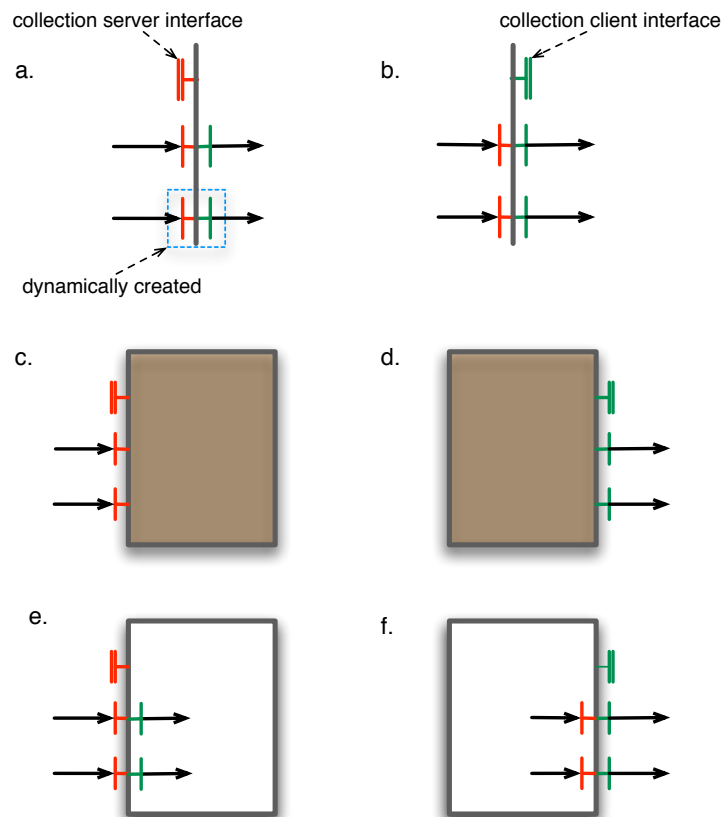 collection server interface
collection client interface
a.
b.
dynamically created
c.
d.
e.
f.